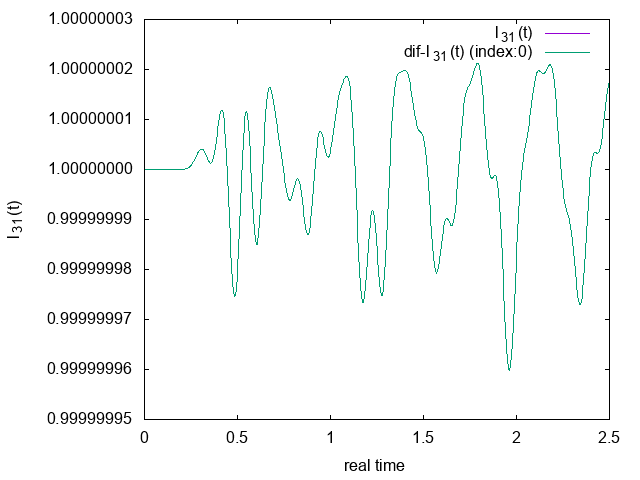 1.00000003
1.00000002
1.00000001
1.00000000
0.99999999
0.99999998
0.99999997
0.99999996
0.99999995
I31(t)
I31(t)
dif-I31(t) (index:0)
0 0.5 1 1.5 2 2.5
real time